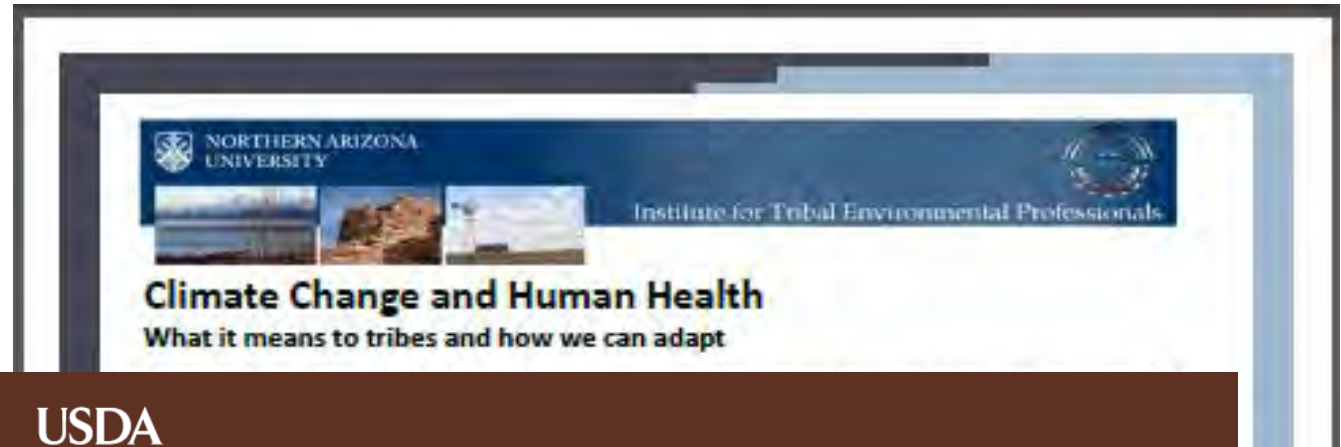 NORTHERN ARIZONA
UNIVERSITY
Institute for Tribal Environmental Professionals
Climate Change and Human Health
What it means to tribes and how we can adapt
USDA